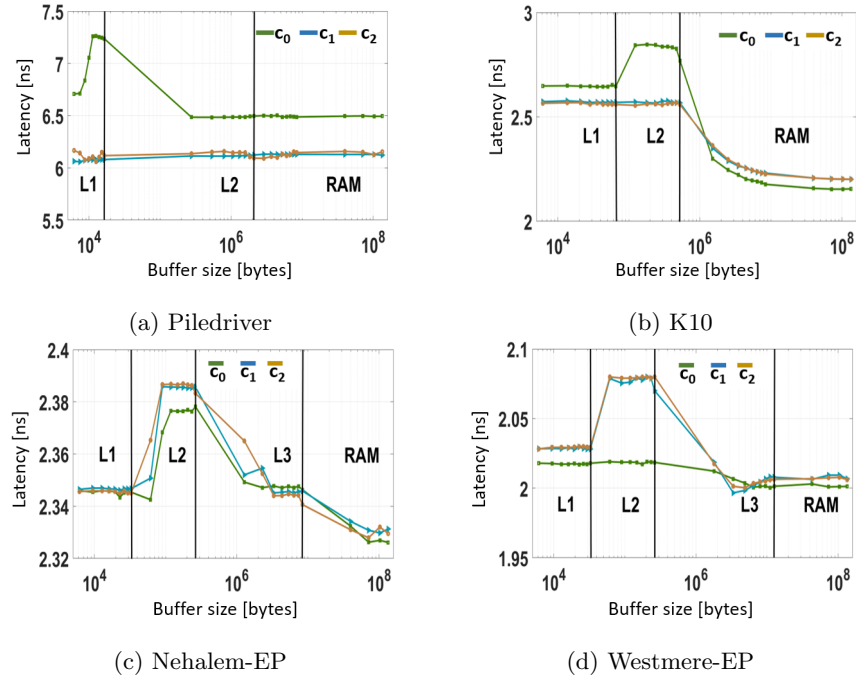 7.5
7
6.5
6
5.5
Latency [ns]
c0 c1 c2
L1 L2 RAM
10^4 10^6 10^8
Buffer size [bytes]
(a) Piledriver
3
2.5
2
Latency [ns]
c0 c1 c2
L1 L2 RAM
10^4 10^6 10^8
Buffer size [bytes]
(b) K10
2.4
2.38
2.36
2.34
2.32
Latency [ns]
c0 c1 c2
L1 L2 L3 RAM
10^4 10^6 10^8
Buffer size [bytes]
(c) Nehalem-EP
2.1
2.05
2
1.95
Latency [ns]
c0 c1 c2
L1 L2 L3 RAM
10^4 10^6 10^8
Buffer size [bytes]
(d) Westmere-EP